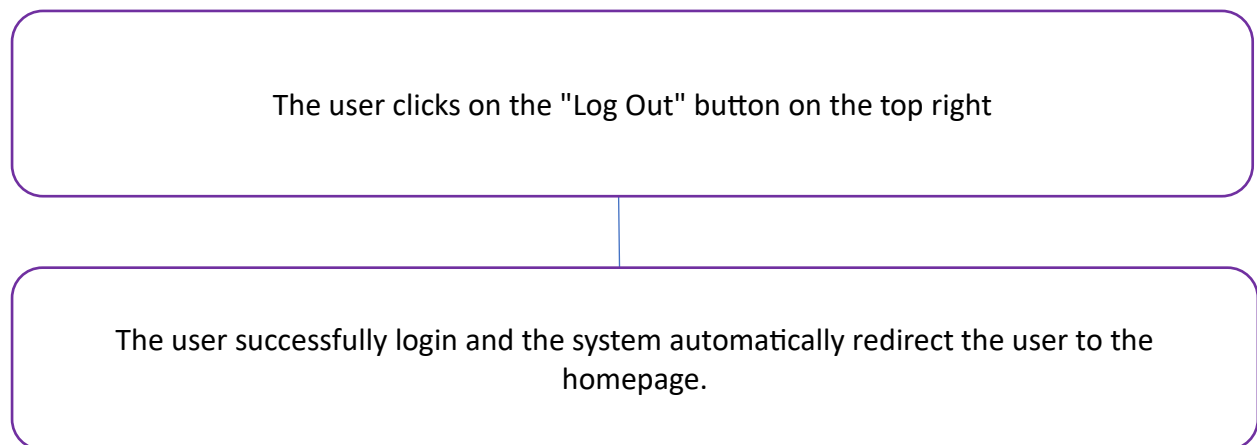 The user clicks on the "Log Out" button on the top right
The user successfully login and the system automatically redirect the user to the
homepage.